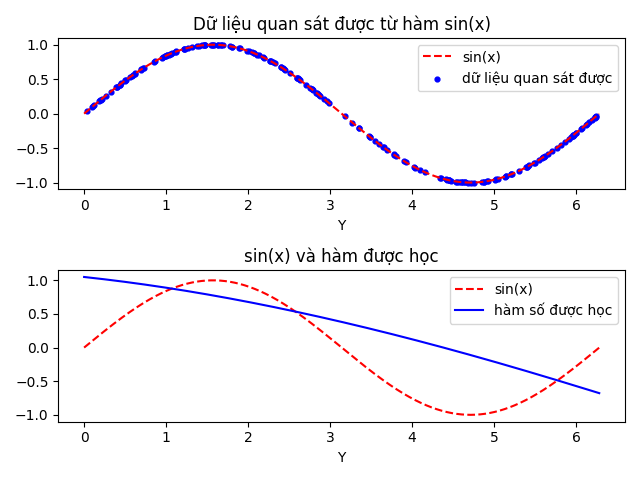 Dữ liệu quan sát được từ hàm sin(x)
1.0
0.5
0.0
−0.5
−1.0
sin(x)
dữ liệu quan sát được
0 1 2 3 4 5 6
Y
sin(x) và hàm được học
1.0
0.5
0.0
−0.5
−1.0
sin(x)
hàm số được học
0 1 2 3 4 5 6
Y